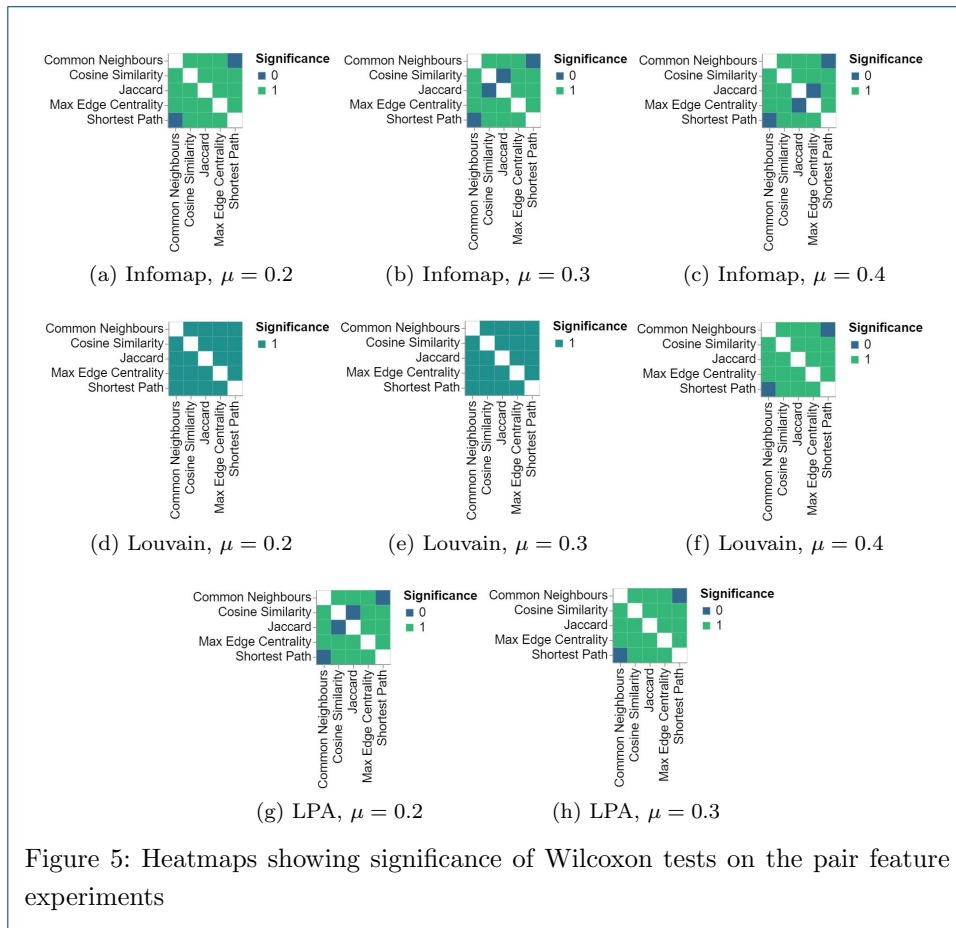 Common Neighbours
Cosine Similarity
Jaccard
Max Edge Centrality
Shortest Path
Significance
0
1
Common Neighbours
Cosine Similarity
Jaccard
Max Edge Centrality
Shortest Path
(a) Infomap, μ = 0.2
Common Neighbours
Cosine Similarity
Jaccard
Max Edge Centrality
Shortest Path
Significance
0
1
Common Neighbours
Cosine Similarity
Jaccard
Max Edge Centrality
Shortest Path
(b) Infomap, μ = 0.3
Common Neighbours
Cosine Similarity
Jaccard
Max Edge Centrality
Shortest Path
Significance
0
1
Common Neighbours
Cosine Similarity
Jaccard
Max Edge Centrality
Shortest Path
(c) Infomap, μ = 0.4
Common Neighbours
Cosine Similarity
Jaccard
Max Edge Centrality
Shortest Path
Significance
1
Common Neighbours
Cosine Similarity
Jaccard
Max Edge Centrality
Shortest Path
(d) Louvain, μ = 0.2
Common Neighbours
Cosine Similarity
Jaccard
Max Edge Centrality
Shortest Path
Significance
1
Common Neighbours
Cosine Similarity
Jaccard
Max Edge Centrality
Shortest Path
(e) Louvain, μ = 0.3
Common Neighbours
Cosine Similarity
Jaccard
Max Edge Centrality
Shortest Path
Significance
0
1
Common Neighbours
Cosine Similarity
Jaccard
Max Edge Centrality
Shortest Path
(f) Louvain, μ = 0.4
Common Neighbours
Cosine Similarity
Jaccard
Max Edge Centrality
Shortest Path
Significance
0
1
Common Neighbours
Cosine Similarity
Jaccard
Max Edge Centrality
Shortest Path
(g) LPA, μ = 0.2
Common Neighbours
Cosine Similarity
Jaccard
Max Edge Centrality
Shortest Path
Significance
0
1
Common Neighbours
Cosine Similarity
Jaccard
Max Edge Centrality
Shortest Path
(h) LPA, μ = 0.3
Figure 5: Heatmaps showing significance of Wilcoxon tests on the pair feature
experiments